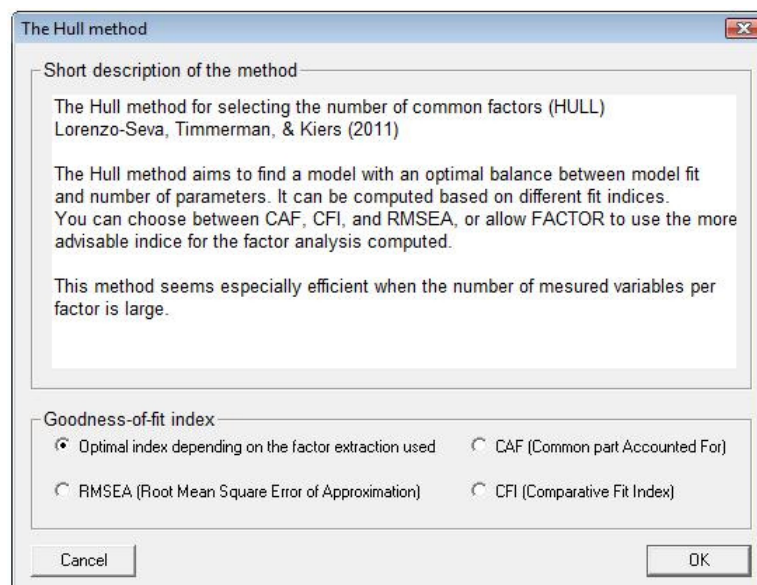 The Hull method
Short description of the method
The Hull method for selecting the number of common factors (HULL)
Lorenzo-Seva, Timmerman, & Kiers (2011)
The Hull method aims to find a model with an optimal balance between model fit
and number of parameters. It can be computed based on different fit indices.
You can choose between CAF, CFI, and RMSEA, or allow FACTOR to use the more
advisable indice for the factor analysis computed.
This method seems especially efficient when the number of mesured variables per
factor is large.
Goodness-of-fit index
Optimal index depending on the factor extraction used
CAF (Common part Accounted For)
RMSEA (Root Mean Square Error of Approximation)
CFI (Comparative Fit Index)
Cancel
OK